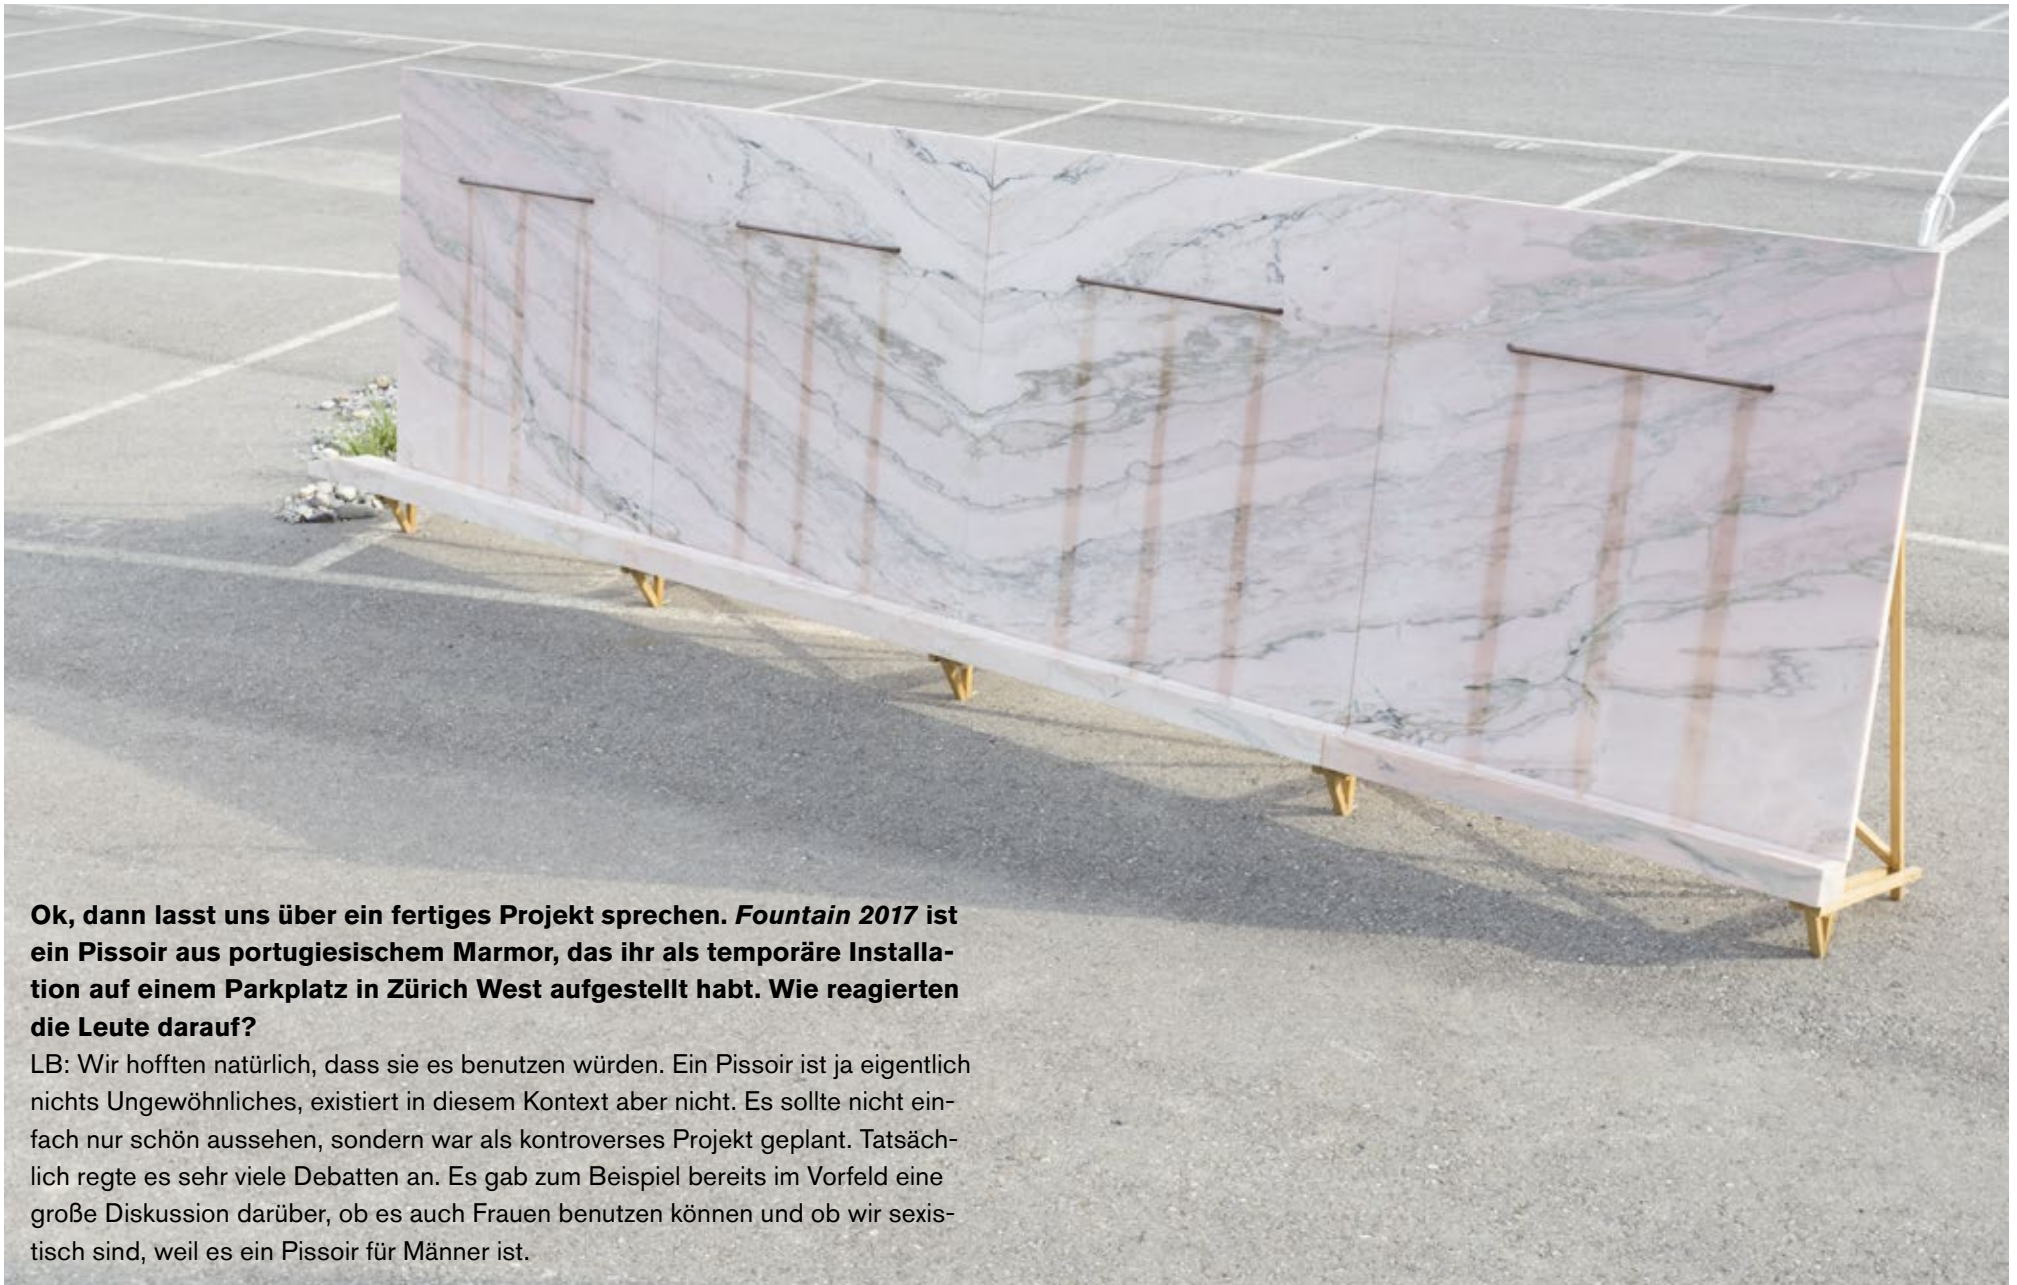 Ok, dann lasst uns über ein fertiges Projekt sprechen. Fountain 2017 ist
ein Pissoir aus portugiesischem Marmor, das ihr als temporäre Installa-
tion auf einem Parkplatz in Zürich West aufgestellt habt. Wie reagierten
die Leute darauf?
LB: Wir hofften natürlich, dass sie es benutzen würden. Ein Pissoir ist ja eigentlich
nichts Ungewöhnliches, existiert in diesem Kontext aber nicht. Es sollte nicht ein-
fach nur schön aussehen, sondern war als kontroverses Projekt geplant. Tatsäch-
lich regte es sehr viele Debatten an. Es gab zum Beispiel bereits im Vorfeld eine
große Diskussion darüber, ob es auch Frauen benutzen können und ob wir sexis-
tisch sind, weil es ein Pissoir für Männer ist.